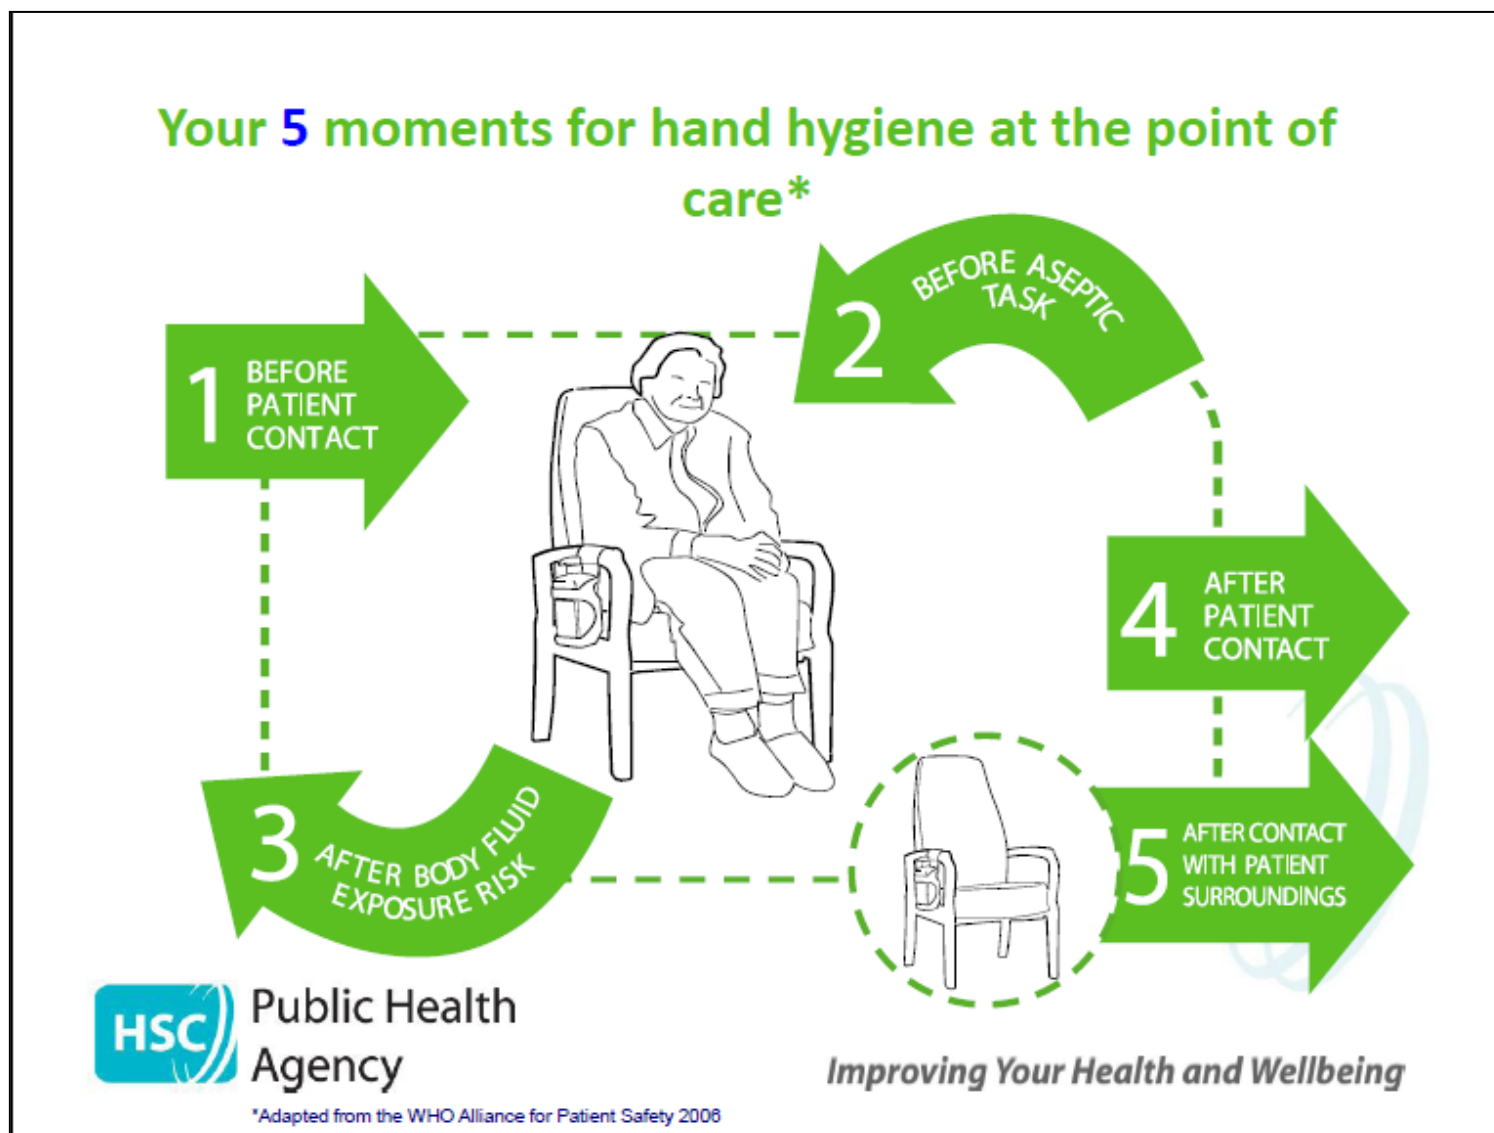 Your 5 moments for hand hygiene at the point of
care*
1
BEFORE
PATIENT
CONTACT
2
BEFORE ASEPTIC
TASK
3
AFTER BODY FLUID
EXPOSURE RISK
4
AFTER
PATIENT
CONTACT
5
AFTER CONTACT
WITH PATIENT
SURROUNDINGS
HSC
Public Health
Agency
Improving Your Health and Wellbeing
*Adapted from the WHO Alliance for Patient Safety 2006